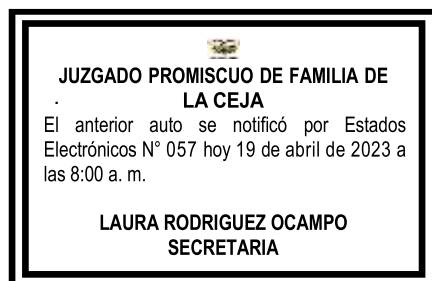 JUZGADO PROMISCUO DE FAMILIA DE
. LA CEJA
El anterior auto se notificó por Estados
Electrónicos N° 057 hoy 19 de abril de 2023 a
las 8:00 a. m.
LAURA RODRIGUEZ OCAMPO
SECRETARIA